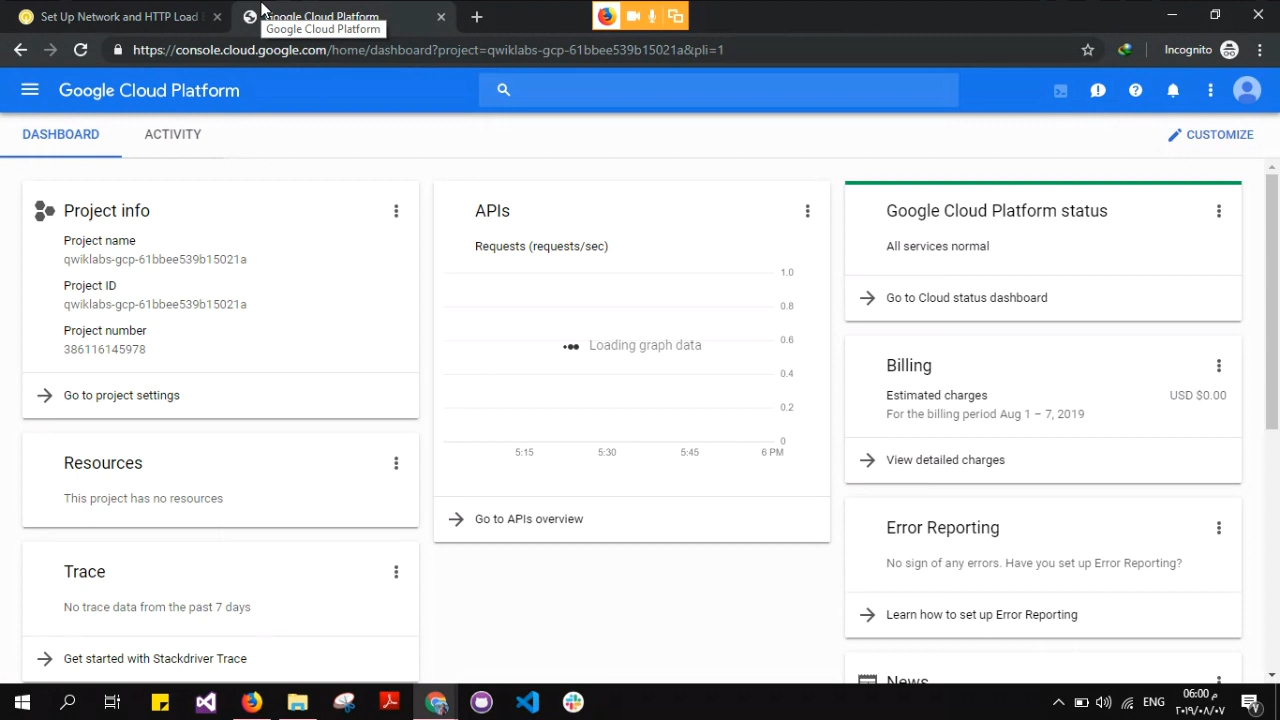 Set Up Network and HTTP Load
Google Cloud Platform
Google Cloud Platform
https://console.cloud.google.com/home/dashboard?project=qwiklabs-gcp-61bbee539b15021a&pli=1
Incognito
Google Cloud Platform
DASHBOARD
ACTIVITY
CUSTOMIZE
Project info
Project name
qwiklabs-gcp-61bbee539b15021a
Project ID
qwiklabs-gcp-61bbee539b15021a
Project number
386116145978
Go to project settings
Resources
This project has no resources
Trace
No trace data from the past 7 days
Get started with Stackdriver Trace
APIs
Requests (requests/sec)
1.0
0.8
0.6
Loading graph data
0.4
0.2
0
5:15 5:30 5:45 6 PM
Go to APIs overview
Google Cloud Platform status
All services normal
Go to Cloud status dashboard
Billing
Estimated charges USD $0.00
For the billing period Aug 1 – 7, 2019
View detailed charges
Error Reporting
No sign of any errors. Have you set up Error Reporting?
Learn how to set up Error Reporting
News
ENG
06:00 م
٢٠١٩/٠٨/٠٧